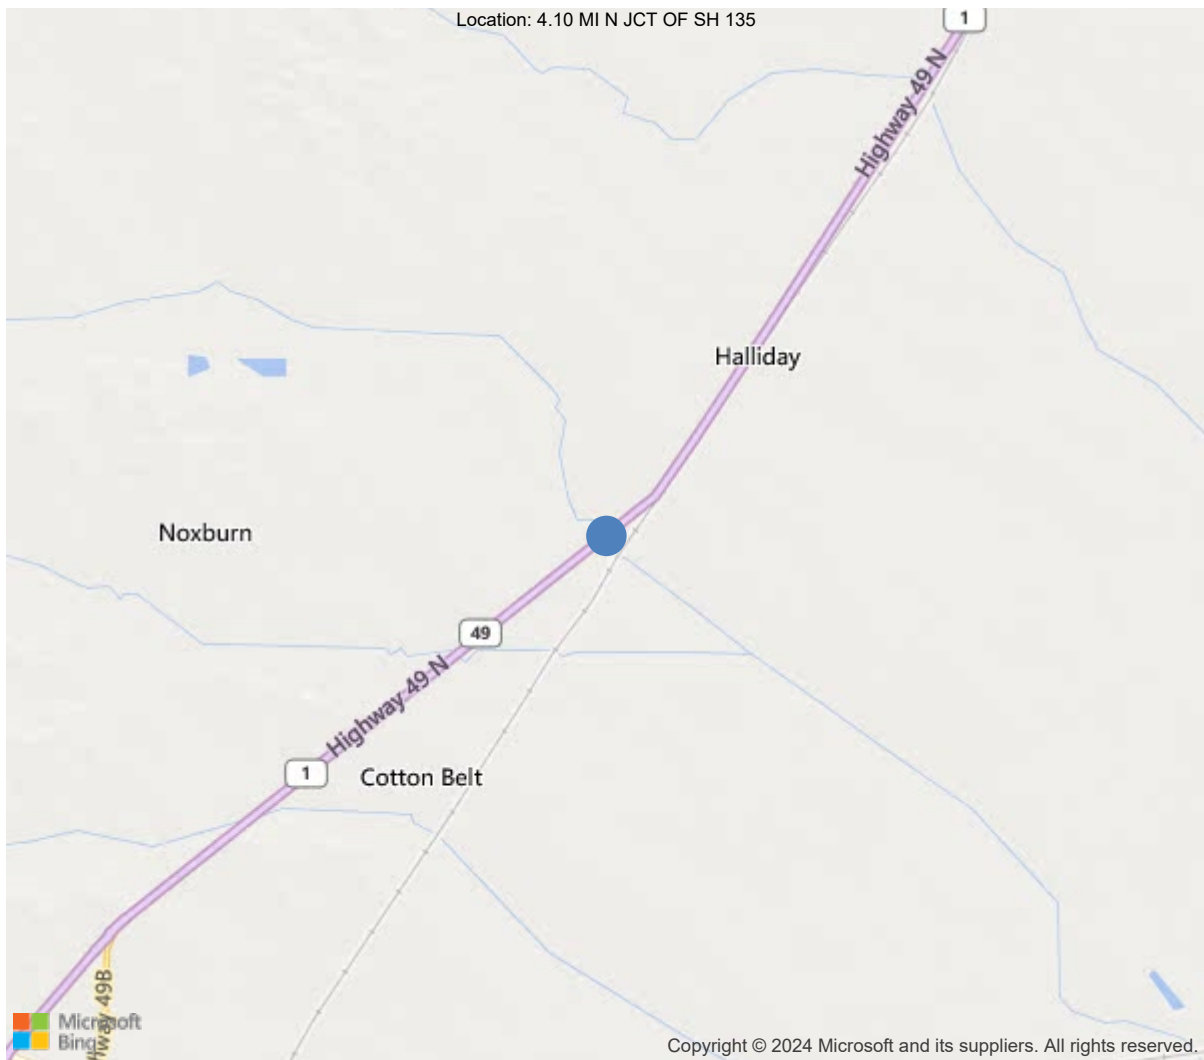 Location: 4.10 MI N JCT OF SH 135
1
Highway 49 N
Halliday
Noxburn
49
Highway 49 N
1
Cotton Belt
49B
Microsoft
Bing
Copyright © 2024 Microsoft and its suppliers. All rights reserved.